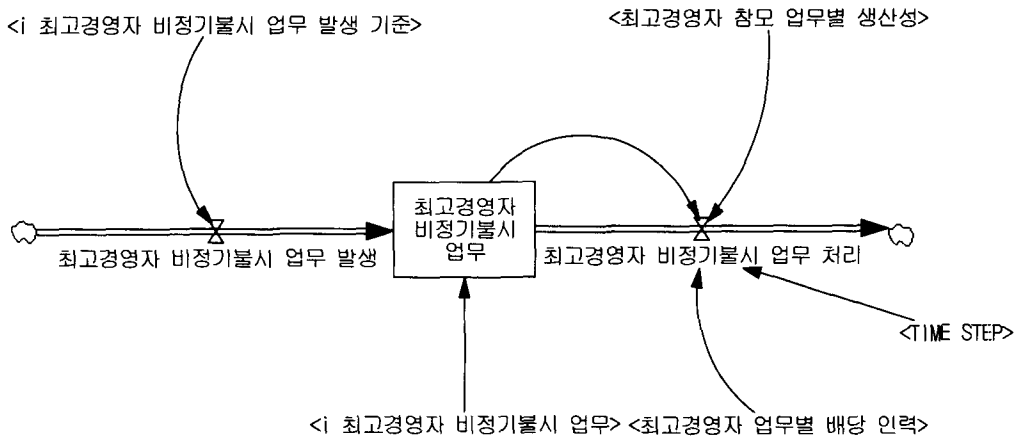 <i 최고경영자 비정기불시 업무 발생 기준>
<최고경영자 참모 업무별 생산성>
최고경영자
비정기불시
업무
최고경영자 비정기불시 업무 발생
최고경영자 비정기불시 업무 처리
<TIME STEP>
<i 최고경영자 비정기불시 업무>
<최고경영자 업무별 배당 인력>